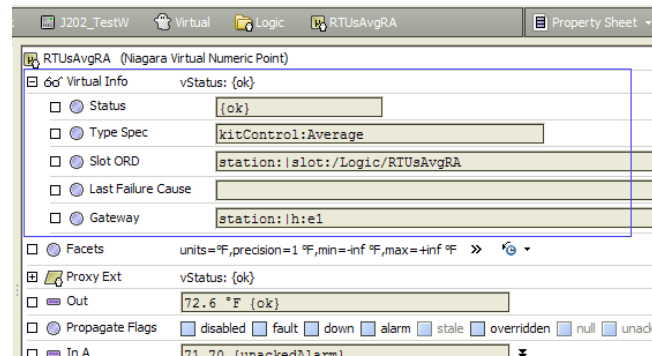 J202_TestW Virtual Logic RTUsAvgRA Property Sheet
RTUsAvgRA (Niagara Virtual Numeric Point)
Virtual Info vStatus: {ok}
Status {ok}
Type Spec kitControl:Average
Slot ORD station:|slot:/Logic/RTUsAvgRA
Last Failure Cause
Gateway station:|h:e1
Facets units=°F,precision=1 °F,min=-inf °F,max=+inf °F »
Proxy Ext vStatus: {ok}
Out 72.6 °F {ok}
Propagate Flags disabled fault down alarm stale overridden null unack
In A 71.70 {unackedAlarm}